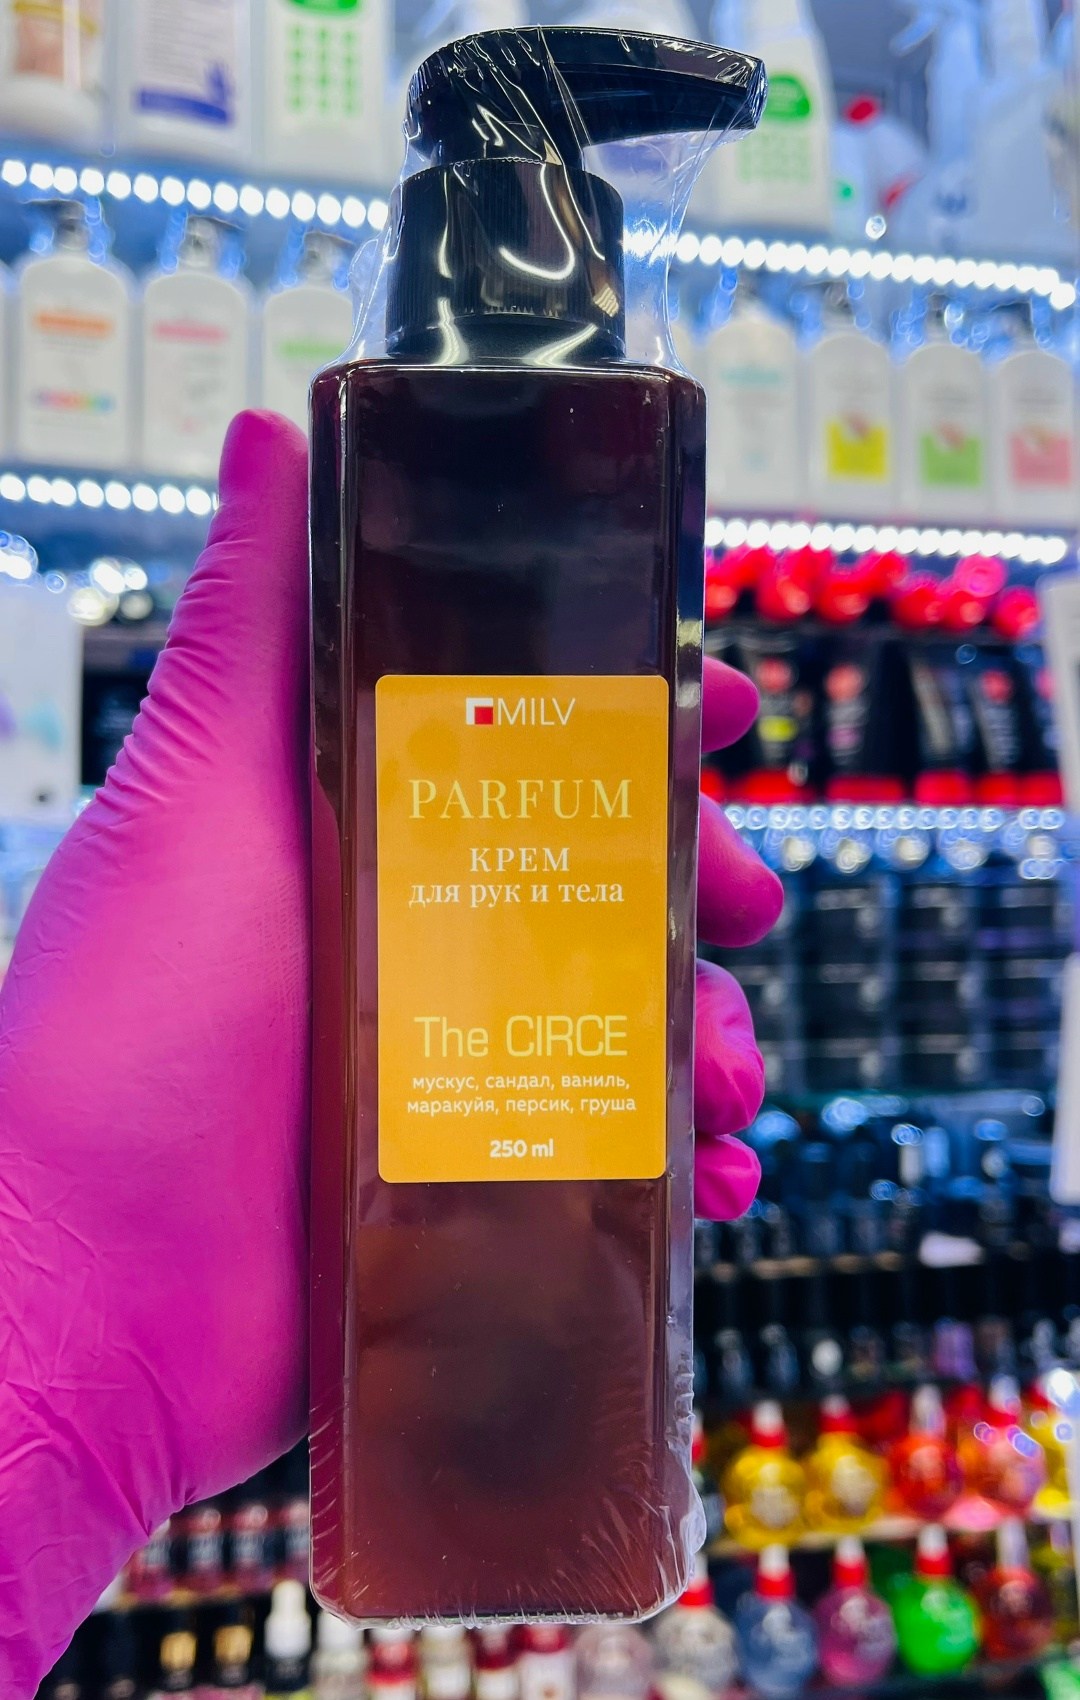 MILV
PARFUM
КРЕМ
для рук и тела
The CIRCE
мускус, сандал, ваниль,
маракуйя, персик, груша
250 ml